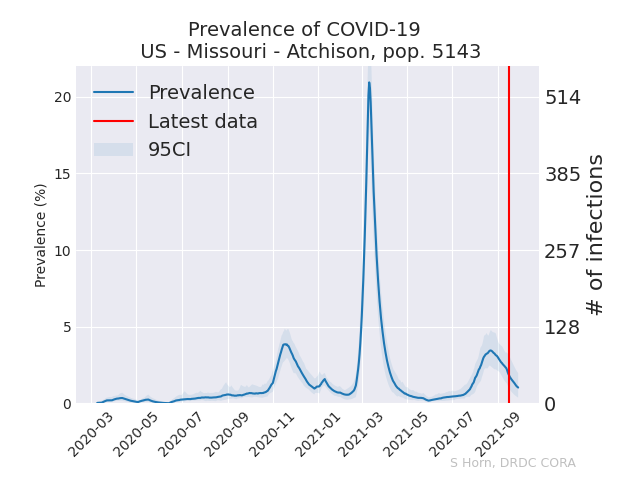 Prevalence of COVID-19
US - Missouri - Atchison, pop. 5143
Prevalence
Latest data
95CI
Prevalence (%)
20
15
10
5
0
514
385
257
128
0
# of infections
2020-03
2020-05
2020-07
2020-09
2020-11
2021-01
2021-03
2021-05
2021-07
2021-09
S Horn, DRDC CORA